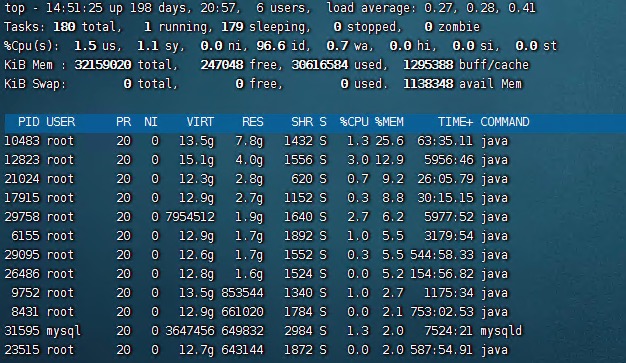 top - 14:51:25 up 198 days, 20:57,  6 users,  load average: 0.27, 0.28, 0.41
Tasks: 180 total,   1 running, 179 sleeping,   0 stopped,   0 zombie
%Cpu(s):  1.5 us,  1.1 sy,  0.0 ni, 96.6 id,  0.7 wa,  0.0 hi,  0.0 si,  0.0 st
KiB Mem : 32159020 total,   247048 free, 30616584 used,  1295388 buff/cache
KiB Swap:        0 total,        0 free,        0 used.  1138348 avail Mem
PID USER      PR  NI    VIRT    RES    SHR S  %CPU %MEM     TIME+ COMMAND
10483 root      20   0   13.5g   7.8g   1432 S   1.3 25.6  63:35.11 java
12823 root      20   0   15.1g   4.0g   1556 S   3.0 12.9   5956:46 java
21024 root      20   0   12.3g   2.8g    620 S   0.7  9.2  26:05.79 java
17915 root      20   0   12.9g   2.7g   1152 S   0.3  8.8  30:15.15 java
29758 root      20   0 7954512   1.9g   1640 S   2.7  6.2   5977:52 java
6155 root      20   0   12.9g   1.7g   1892 S   1.0  5.5   3179:54 java
29095 root      20   0   12.6g   1.7g   1552 S   0.3  5.5 544:58.33 java
26486 root      20   0   12.8g   1.6g   1524 S   0.0  5.2 154:56.82 java
9752 root      20   0   13.5g 853544   1340 S   1.0  2.7   1175:34 java
8431 root      20   0   12.9g 661020   1784 S   0.0  2.1 753:02.53 java
31595 mysql     20   0 3647456 649832   2984 S   1.3  2.0   7524:21 mysqld
23515 root      20   0   12.7g 643144   1872 S   0.0  2.0 587:54.91 java